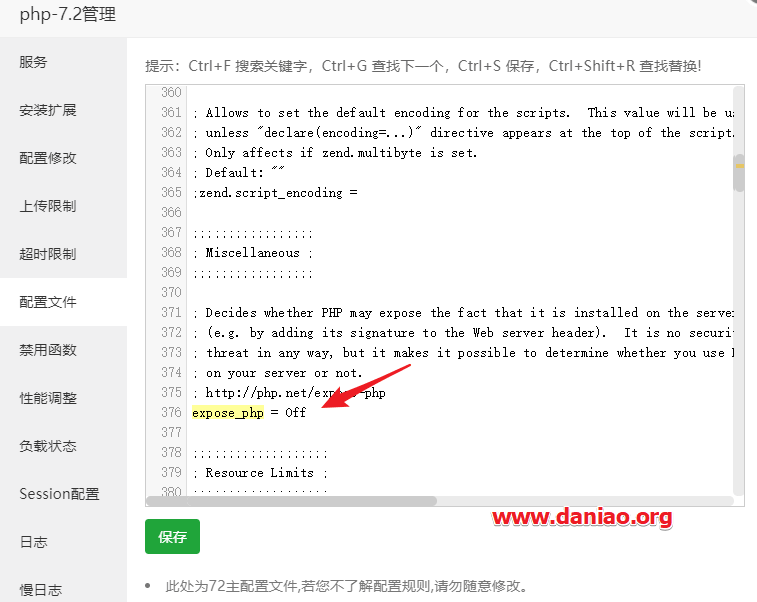 php-7.2管理
服务
安装扩展
配置修改
上传限制
超时限制
配置文件
禁用函数
性能调整
负载状态
Session配置
日志
慢日志
提示：Ctrl+F 搜索关键字，Ctrl+G 查找下一个，Ctrl+S 保存，Ctrl+Shift+R 查找替换!
360
361 ; Allows to set the default encoding for the scripts.  This value will be
362 ; unless "declare(encoding=...)" directive appears at the top of the script.
363 ; Only affects if zend.multibyte is set.
364 ; Default: ""
365 ;zend.script_encoding =
366
367 ;;;;;;;;;;;;;;;;;
368 ; Miscellaneous ;
369 ;;;;;;;;;;;;;;;;;
370
371 ; Decides whether PHP may expose the fact that it is installed on the server
372 ; (e.g. by adding its signature to the Web server header).  It is no
373 ; threat in any way, but it makes it possible to determine whether you use
374 ; on your server or not.
375 ; http://php.net/expose-php
376 expose_php = Off
377
378 ;;;;;;;;;;;;;;;;;;;
379 ; Resource Limits ;
380 ;;;;;;;;;;;;;;;;;;;
www.daniao.org
保存
• 此处为72主配置文件,若您不了解配置规则,请勿随意修改。